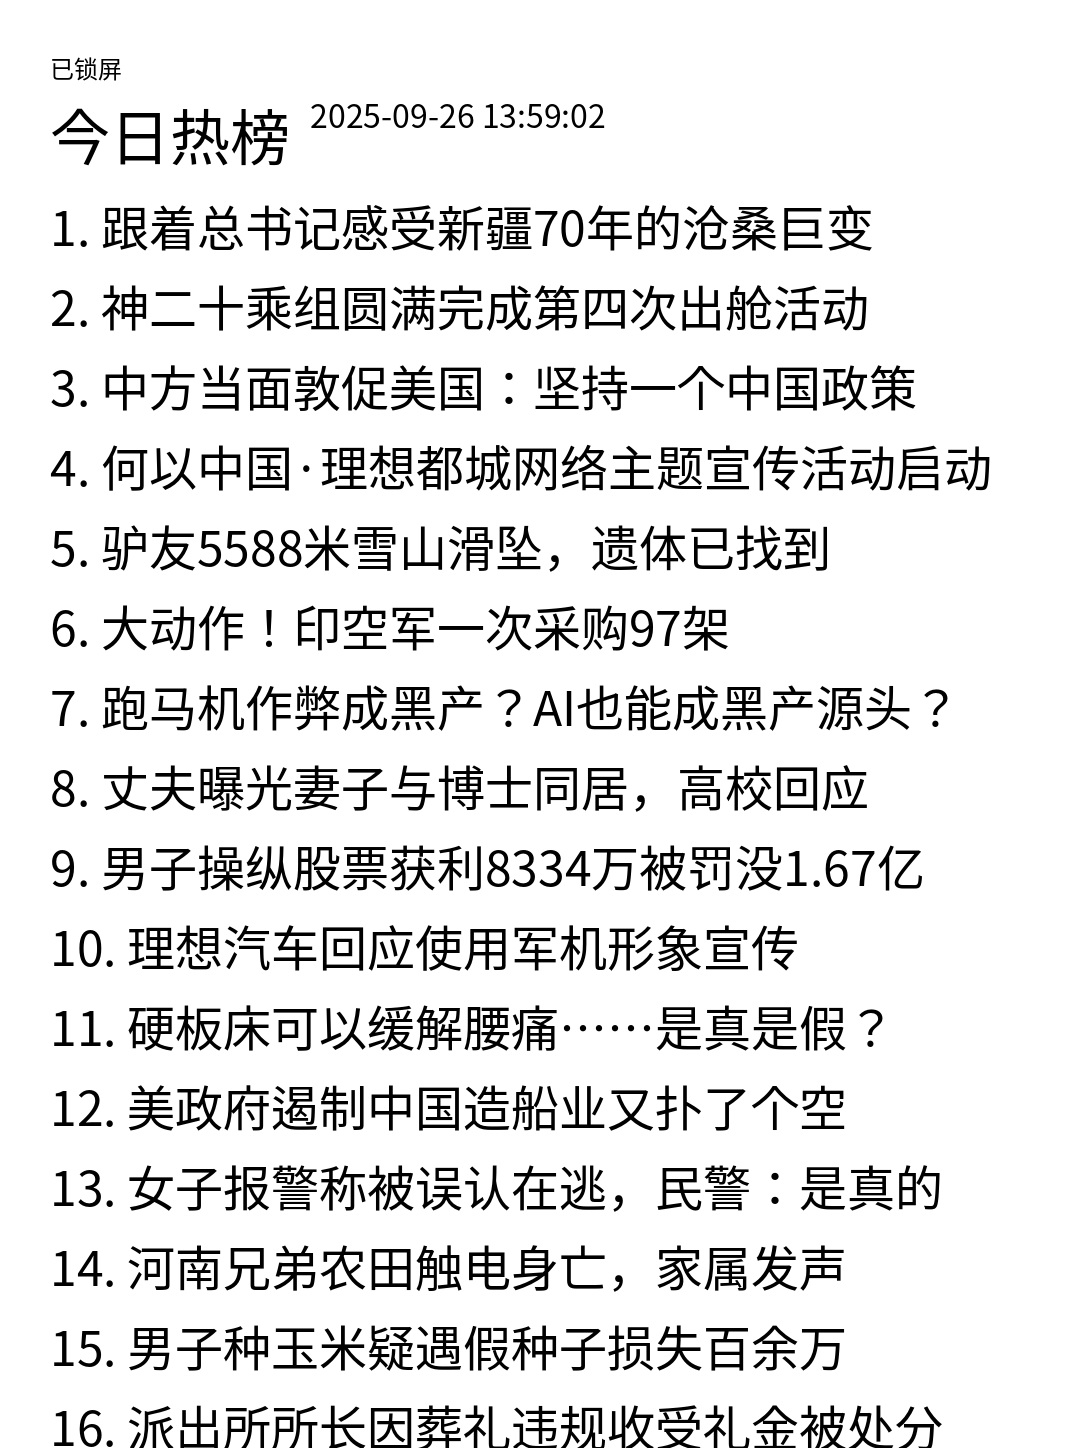 已锁屏
今日热榜 2025-09-26 13:59:02
1. 跟着总书记感受新疆70年的沧桑巨变
2. 神二十乘组圆满完成第四次出舱活动
3. 中方当面敦促美国：坚持一个中国政策
4. 何以中国·理想都城网络主题宣传活动启动
5. 驴友5588米雪山滑坠，遗体已找到
6. 大动作！印空军一次采购97架
7. 跑马机作弊成黑产？AI也能成黑产源头？
8. 丈夫曝光妻子与博士同居，高校回应
9. 男子操纵股票获利8334万被罚没1.67亿
10. 理想汽车回应使用军机形象宣传
11. 硬板床可以缓解腰痛……是真是假？
12. 美政府遏制中国造船业又扑了个空
13. 女子报警称被误认在逃，民警：是真的
14. 河南兄弟农田触电身亡，家属发声
15. 男子种玉米疑遇假种子损失百余万
16. 派出所所长因葬礼违规收受礼金被处分